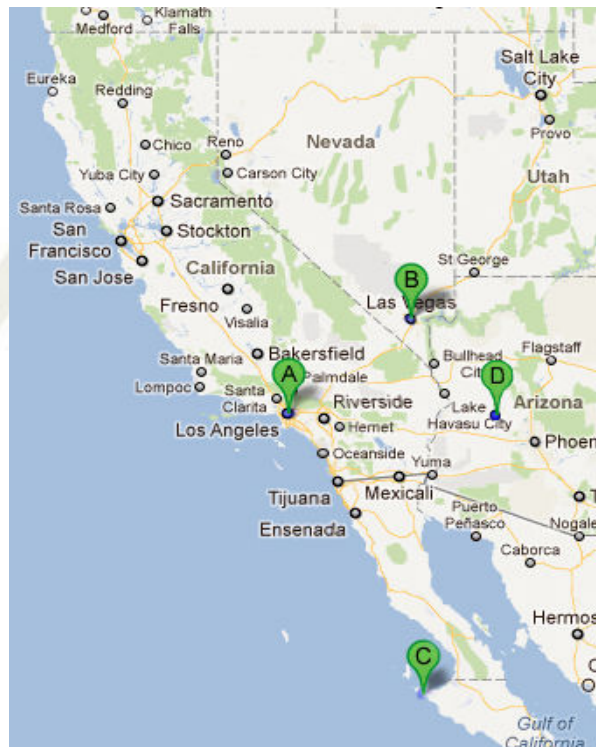 Klamath
Falls
Medford
Eureka
Redding
Salt Lake
City
Provo
Chico
Reno
Nevada
Yuba City
Carson City
Utah
Santa Rosa
Sacramento
San
Francisco
Stockton
San Jose
California
St George
B
Las Vegas
Fresno
Visalia
Santa Maria
Bakersfield
Bullhead
City
Flagstaff
A
Palmdale
D
Lompoc
Santa
Clarita
Riverside
Arizona
Lake
Havasu City
Los Angeles
Hemet
Phoen
Oceanside
Yuma
Tijuana
Mexicali
T
Ensenada
Puerto
Peñasco
Nogale
Caborca
Hermos
C
C
O
Gulf of
California